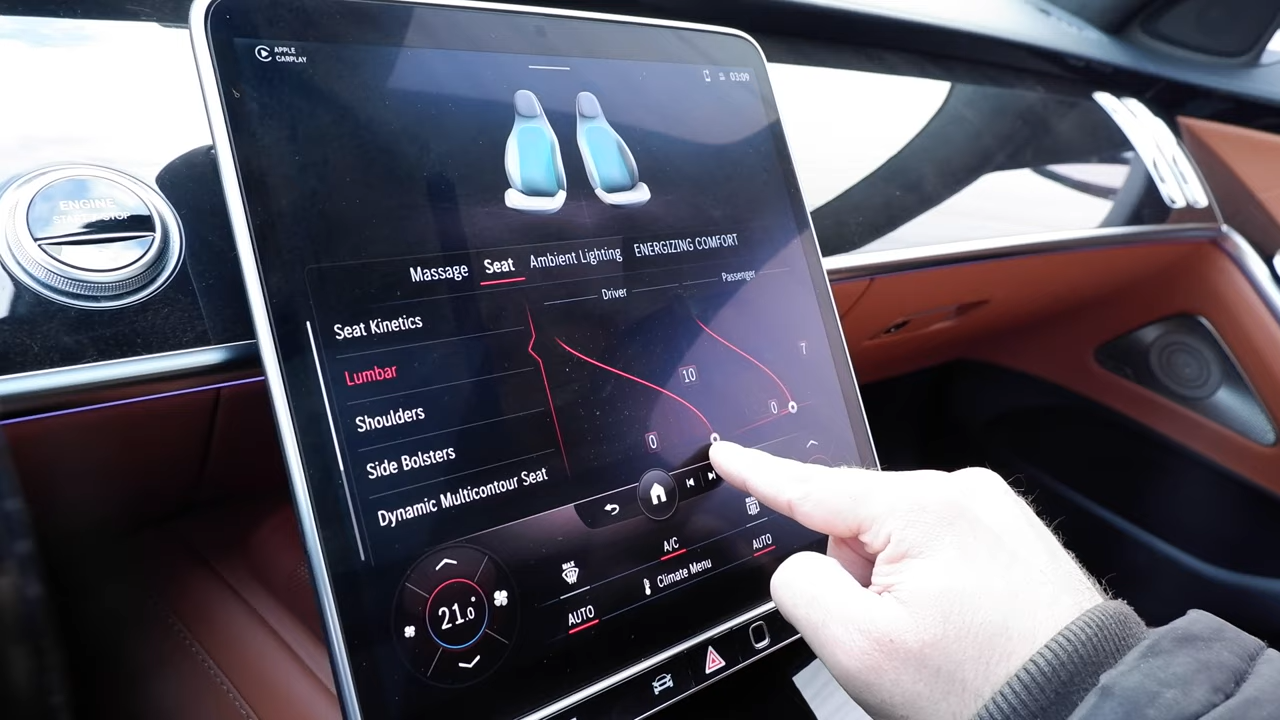 APPLE
CARPLAY
03:09
ENGINE
START STOP
Massage Seat Ambient Lighting ENERGIZING COMFORT
Driver Passenger
Seat Kinetics
Lumbar
Shoulders
Side Bolsters
Dynamic Multicontour Seat
7
10
0
0
A/C
MAX
REAR
AUTO
Climate Menu
21.0°
AUTO